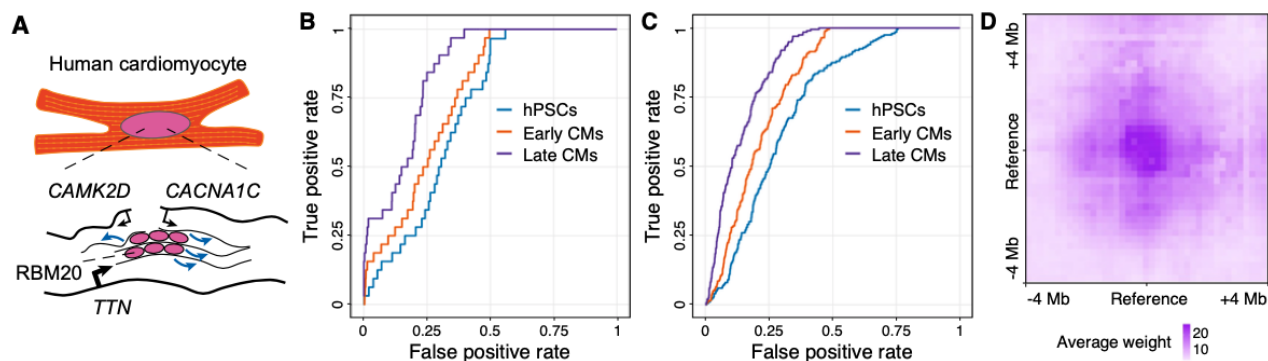 A
Human cardiomyocyte
CAMK2D CACNA1C
RBM20
TTN
B
True positive rate
1
0.75
0.5
0.25
0
hPSCs
Early CMs
Late CMs
0 0.25 0.5 0.75 1
False positive rate
C
True positive rate
1
0.75
0.5
0.25
0
hPSCs
Early CMs
Late CMs
0 0.25 0.5 0.75 1
False positive rate
D
+4 Mb
Reference
-4 Mb
-4 Mb Reference +4 Mb
Average weight
20
10